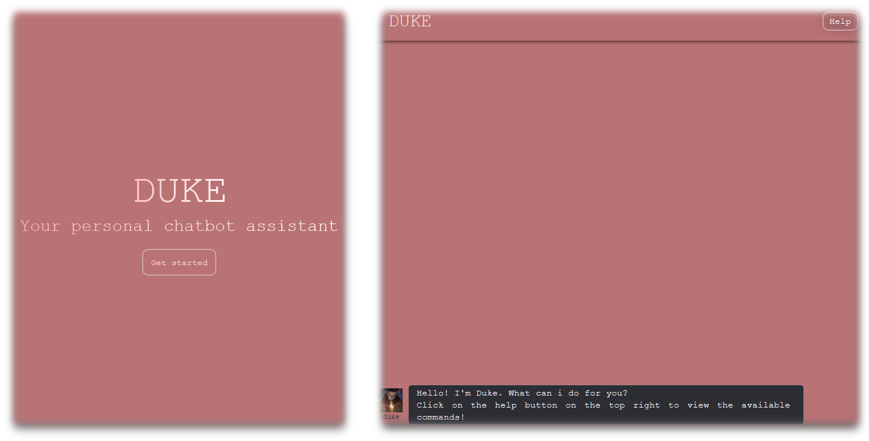 DUKE
Your personal chatbot assistant
Get started
DUKE
Help
Hello! I'm Duke. What can i do for you?
Click on the help button on the top right to view the available
commands!
duke